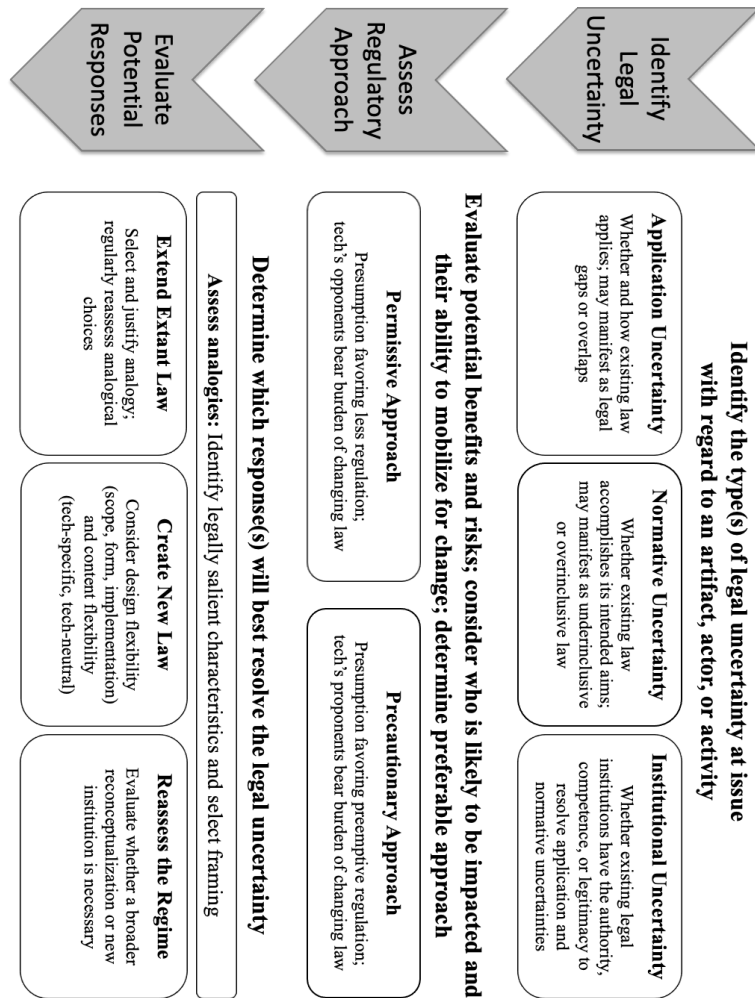 Identify
Legal
Uncertainty
Identify the type(s) of legal uncertainty at issue
with regard to an artifact, actor, or activity
Application Uncertainty
Whether and how existing law
applies; may manifest as legal
gaps or overlaps
Normative Uncertainty
Whether existing law
accomplishes its intended aims;
may manifest as underinclusive
or overinclusive law
Institutional Uncertainty
Whether existing legal
institutions have the authority,
competence, or legitimacy to
resolve application and
normative uncertainties
Assess
Regulatory
Approach
Evaluate potential benefits and risks; consider who is likely to be impacted and
their ability to mobilize for change; determine preferable approach
Permissive Approach
Presumption favoring less regulation;
tech's opponents bear burden of changing law
Precautionary Approach
Presumption favoring preemptive regulation;
tech's proponents bear burden of changing law
Evaluate
Potential
Responses
Determine which response(s) will best resolve the legal uncertainty
Assess analogies: Identify legally salient characteristics and select framing
Extend Extant Law
Select and justify analogy;
regularly reassess analogical
choices
Create New Law
Consider design flexibility
(scope, form, implementation)
and content flexibility
(tech-specific, tech-neutral)
Reassess the Regime
Evaluate whether a broader
reconceptualization or new
institution is necessary